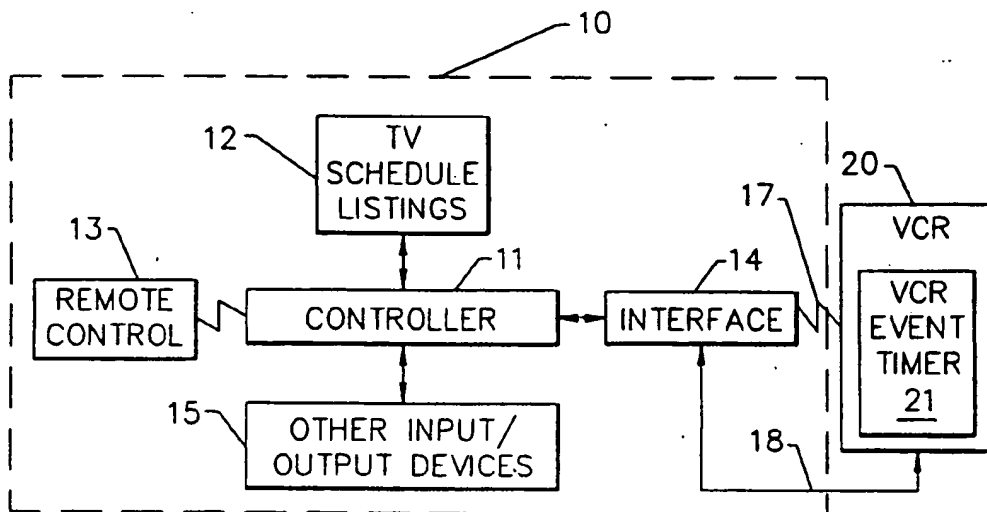 10
12
TV
SCHEDULE
LISTINGS
13
REMOTE
CONTROL
11
CONTROLLER
14
INTERFACE
17
20
VCR
VCR
EVENT
TIMER
21
15
OTHER INPUT/
OUTPUT DEVICES
18